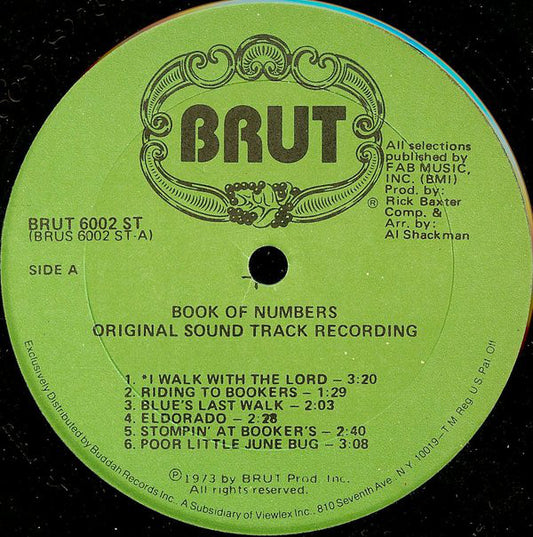 BRUT
®
All selections
published by
FAB MUSIC,
INC. (BMI)
Prod. by:
Rick Baxter
Comp. &
Arr. by:
Al Shackman
BRUT 6002 ST
(BRUS 6002 ST-A)
SIDE A
BOOK OF NUMBERS
ORIGINAL SOUND TRACK RECORDING
1. *I WALK WITH THE LORD – 3:20
2. RIDING TO BOOKERS – 1:29
3. BLUE'S LAST WALK – 2:03
4. ELDORADO – 2:28
5. STOMPIN' AT BOOKER'S – 2:40
6. POOR LITTLE JUNE BUG – 3:08
Ⓟ1973 by BRUT Prod. Inc.
All rights reserved.
Exclusively Distributed by Buddah Records Inc. A Subsidiary of Viewlex Inc., 810 Seventh Ave. N.Y. 10019–T.M. Reg. U.S. Pat. Off.